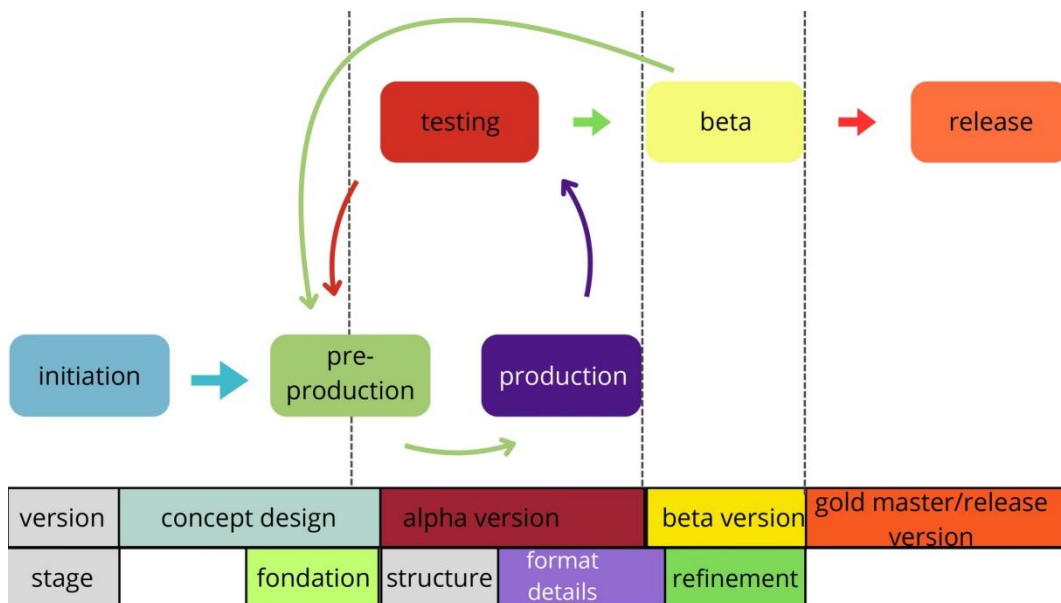 testing
beta
release
initiation
pre-
production
production
version
concept design
alpha version
beta version
gold master/release
version
stage
fondation
structure
format
details
refinement